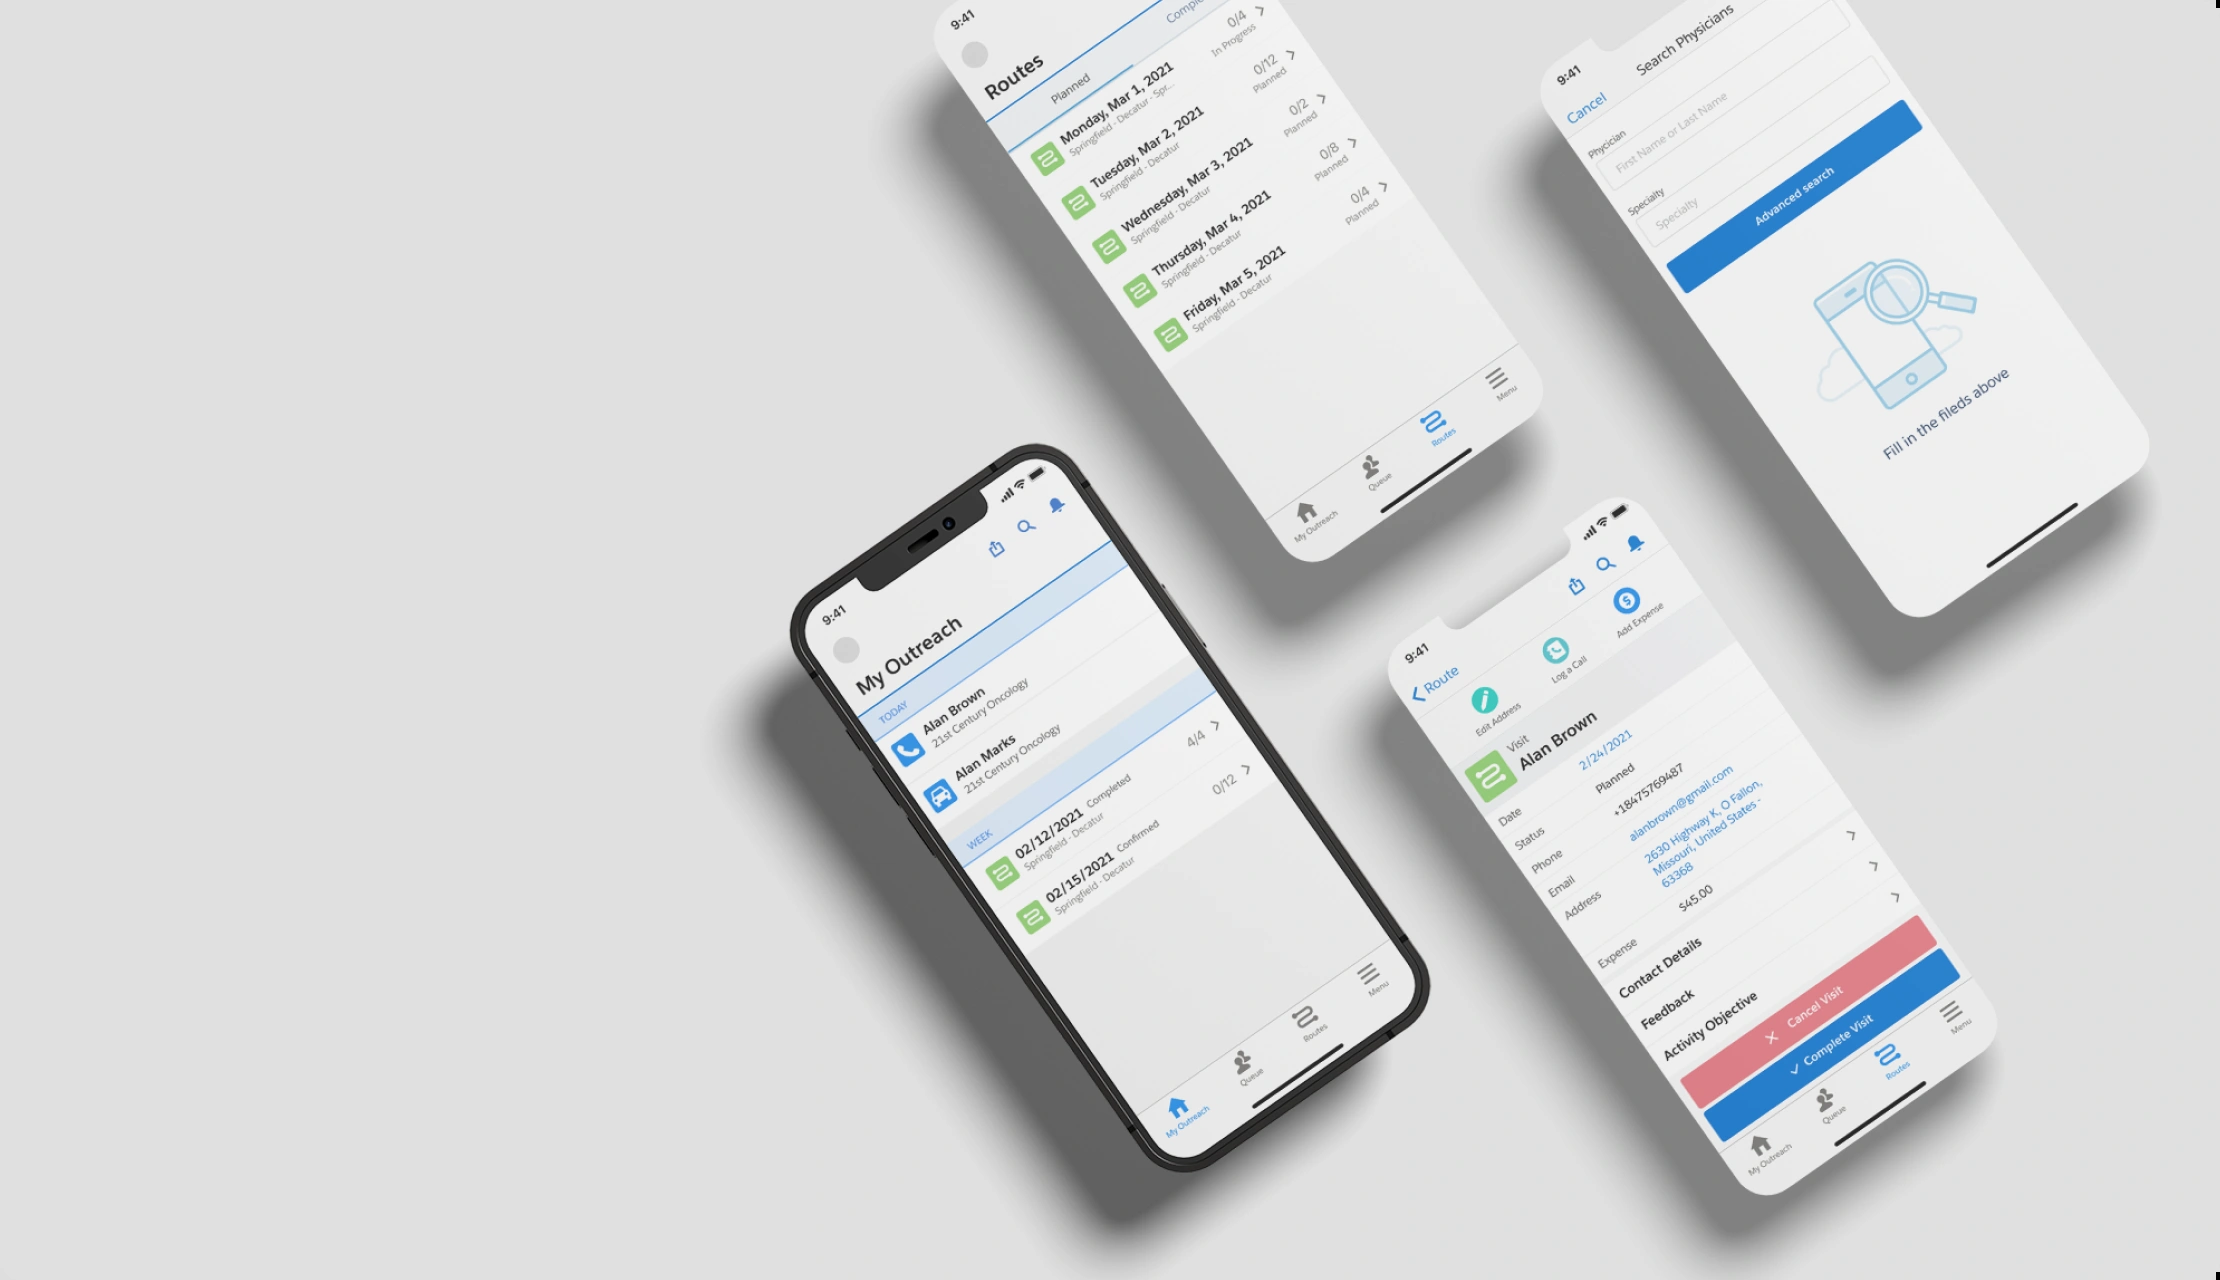 9:41
Routes
Planned
Monday, Mar 1, 2021
Springfield - Decatur - Spr...
0/4
In Progress
Tuesday, Mar 2, 2021
Springfield - Decatur
0/12
Planned
Wednesday, Mar 3, 2021
Springfield - Decatur
0/2
Planned
Thursday, Mar 4, 2021
Springfield - Decatur
0/8
Planned
Friday, Mar 5, 2021
Springfield - Decatur
0/4
Planned
My Outreach
Queue
Routes
Menu
9:41
Search Physicians
Cancel
Phycician
First Name or Last Name
Specialty
Specialty
Advanced search
Fill in the fileds above
9:41
My Outreach
TODAY
Alan Brown
21st Century Oncology
Alan Marks
21st Century Oncology
WEEK
02/12/2021 Completed
Springfield - Decatur
4/4
02/15/2021 Confirmed
Springfield - Decatur
0/12
My Outreach
Queue
Routes
Menu
9:41
Route
Edit Address
Log a Call
Add Expense
Visit
Alan Brown
Date
2/24/2021
Status
Planned
Phone
+18475769487
Email
alanbrown@gmail.com
Address
2630 Highway K, O Fallon,
Missouri, United States -
63368
Expense
$45.00
Contact Details
Feedback
Activity Objective
Cancel Visit
Complete Visit
My Outreach
Queue
Routes
Menu